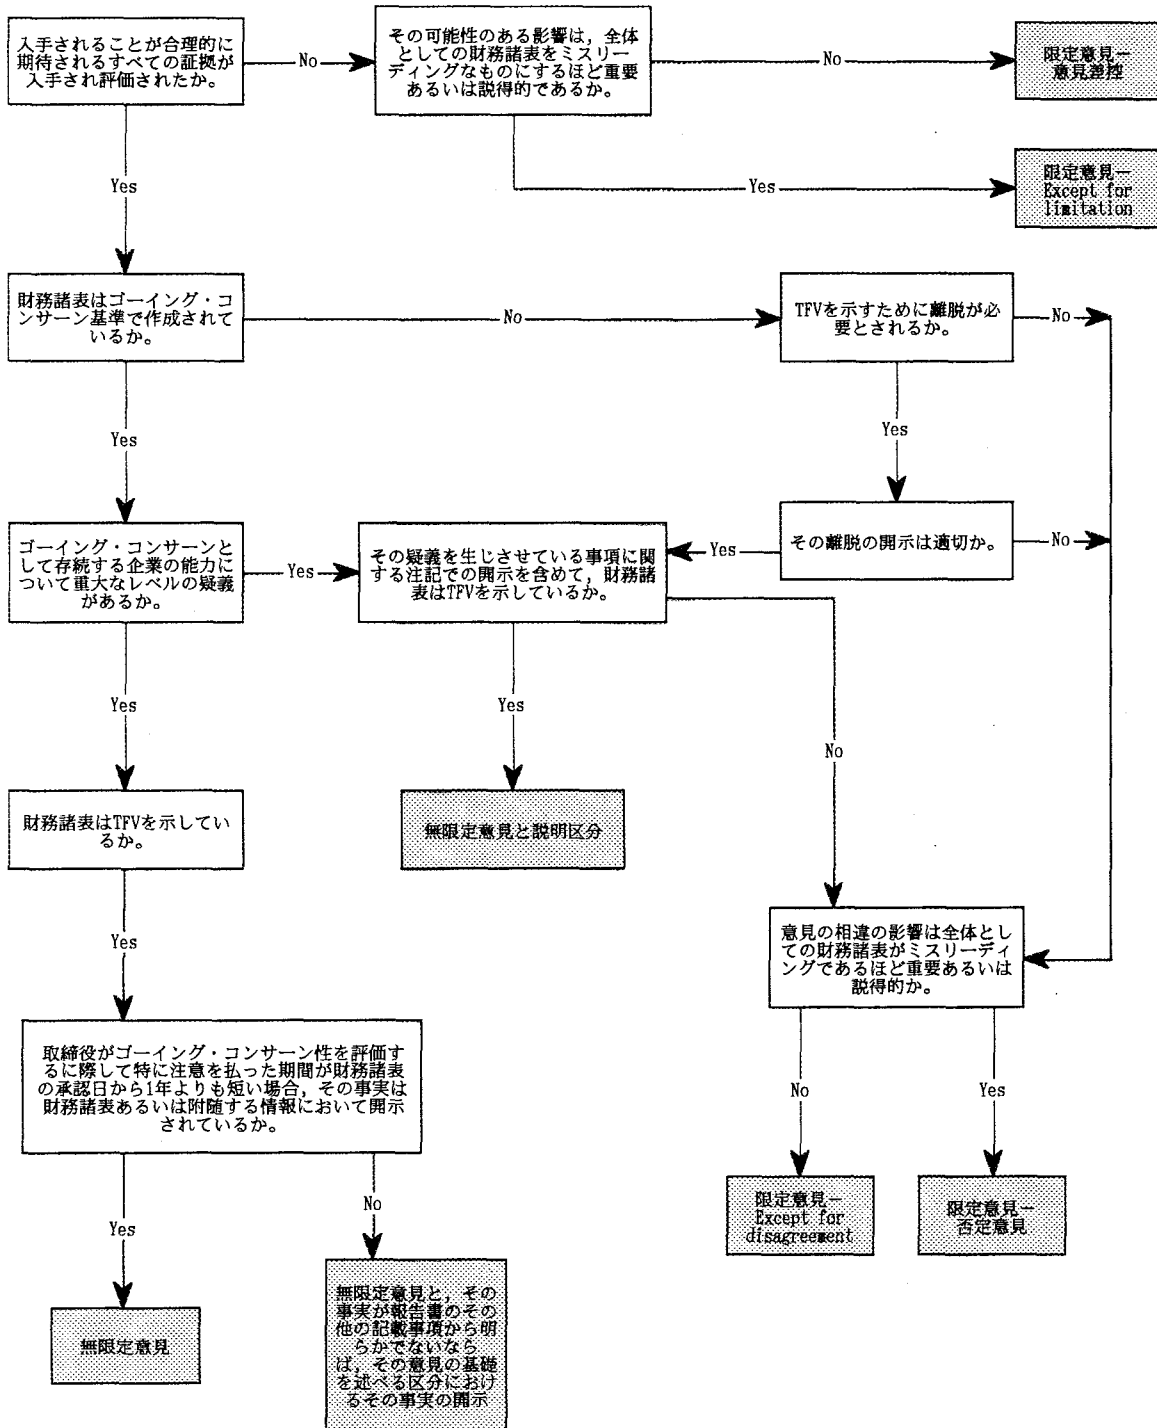 入手されることが合理的に
期待されるすべての証拠が
入手され評価されたか。
No
その可能性のある影響は，全体
としての財務諸表をミスリー
ディングなものにするほど重要
あるいは説得的であるか。
No
限定意見－
意見差控
Yes
限定意見－
Except for
limitation
Yes
財務諸表はゴーイング・コ
ンサーン基準で作成されて
いるか。
No
TFVを示すために離脱が必
要とされるか。
No
Yes
Yes
ゴーイング・コンサーンと
して存続する企業の能力に
ついて重大なレベルの疑義
があるか。
Yes
その疑義を生じさせている事項に関
する注記での開示を含めて，財務諸
表はTFVを示しているか。
Yes
その離脱の開示は適切か。
No
Yes
Yes
No
財務諸表はTFVを示してい
るか。
無限定意見と説明区分
Yes
意見の相違の影響は全体とし
ての財務諸表がミスリーディ
ングであるほど重要あるいは
説得的か。
取締役がゴーイング・コンサーン性を評価す
るに際して特に注意を払った期間が財務諸表
の承認日から1年よりも短い場合，その事実は
財務諸表あるいは附随する情報において開示
されているか。
No
Yes
Yes
No
限定意見－
Except for
disagreement
限定意見－
否定意見
無限定意見
無限定意見と，その
事実が報告書のその
他の記載事項から明
らかでないなら
ば，その意見の基礎
を述べる区分におけ
るその事実の開示